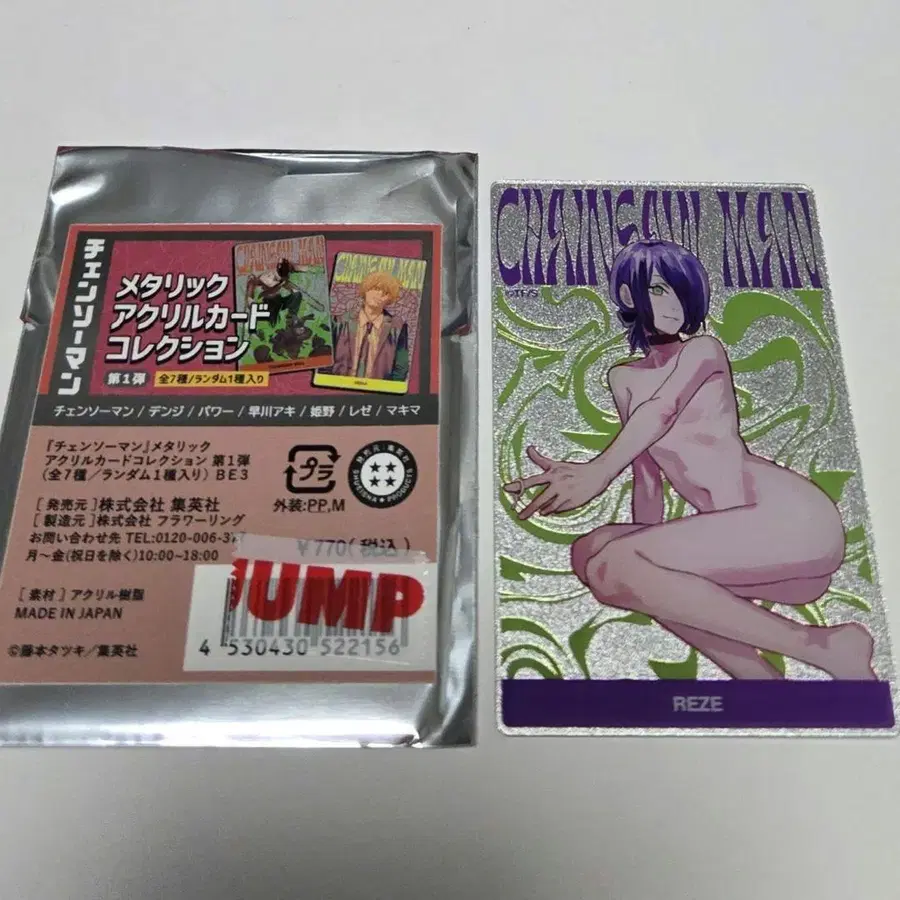 チェンソーマン
メタリック
アクリルカード
コレクション
第1弾 全7種/ランダム1種入り
CHAINSAW MAN
CHAINSAW MAN
チェンソーマン / デンジ / パワー / 早川アキ / 姫野 / レゼ / マキマ
『チェンソーマン』メタリック
アクリルカードコレクション 第1弾
(全7種/ランダム1種入り) BE3
プラ
外装:PP,M
[発売元]株式会社 集英社
[製造元]株式会社 フラワーリング
お問い合わせ先 TEL:0120-006-3
月〜金(祝日を除く)10:00~18:00
¥770(税込)
[素材] アクリル樹脂
MADE IN JAPAN
©藤本タツキ/集英社
JUMP
4 530430 522156
CHAINSAW MAN
REZE